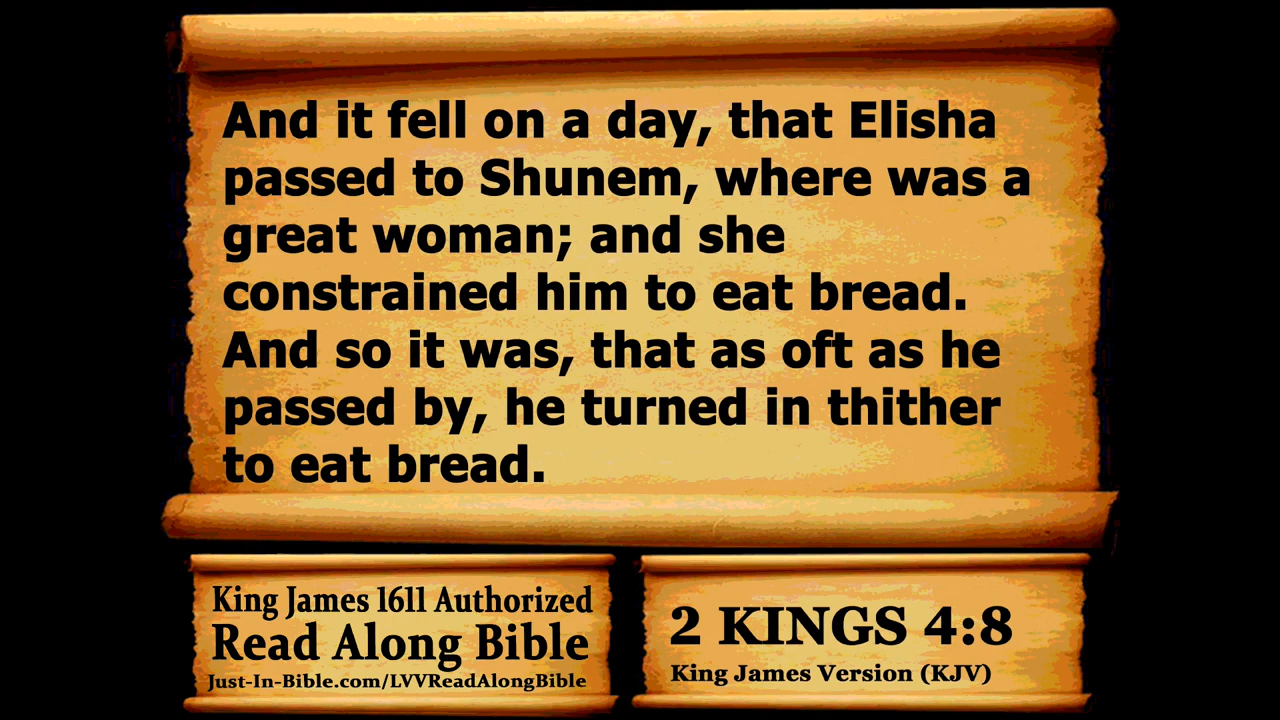 And it fell on a day, that Elisha
passed to Shunem, where was a
great woman; and she
constrained him to eat bread.
And so it was, that as oft as he
passed by, he turned in thither
to eat bread.
King James 1611 Authorized
Read Along Bible
Just-In-Bible.com/LVVReadAlongBible
2 KINGS 4:8
King James Version (KJV)